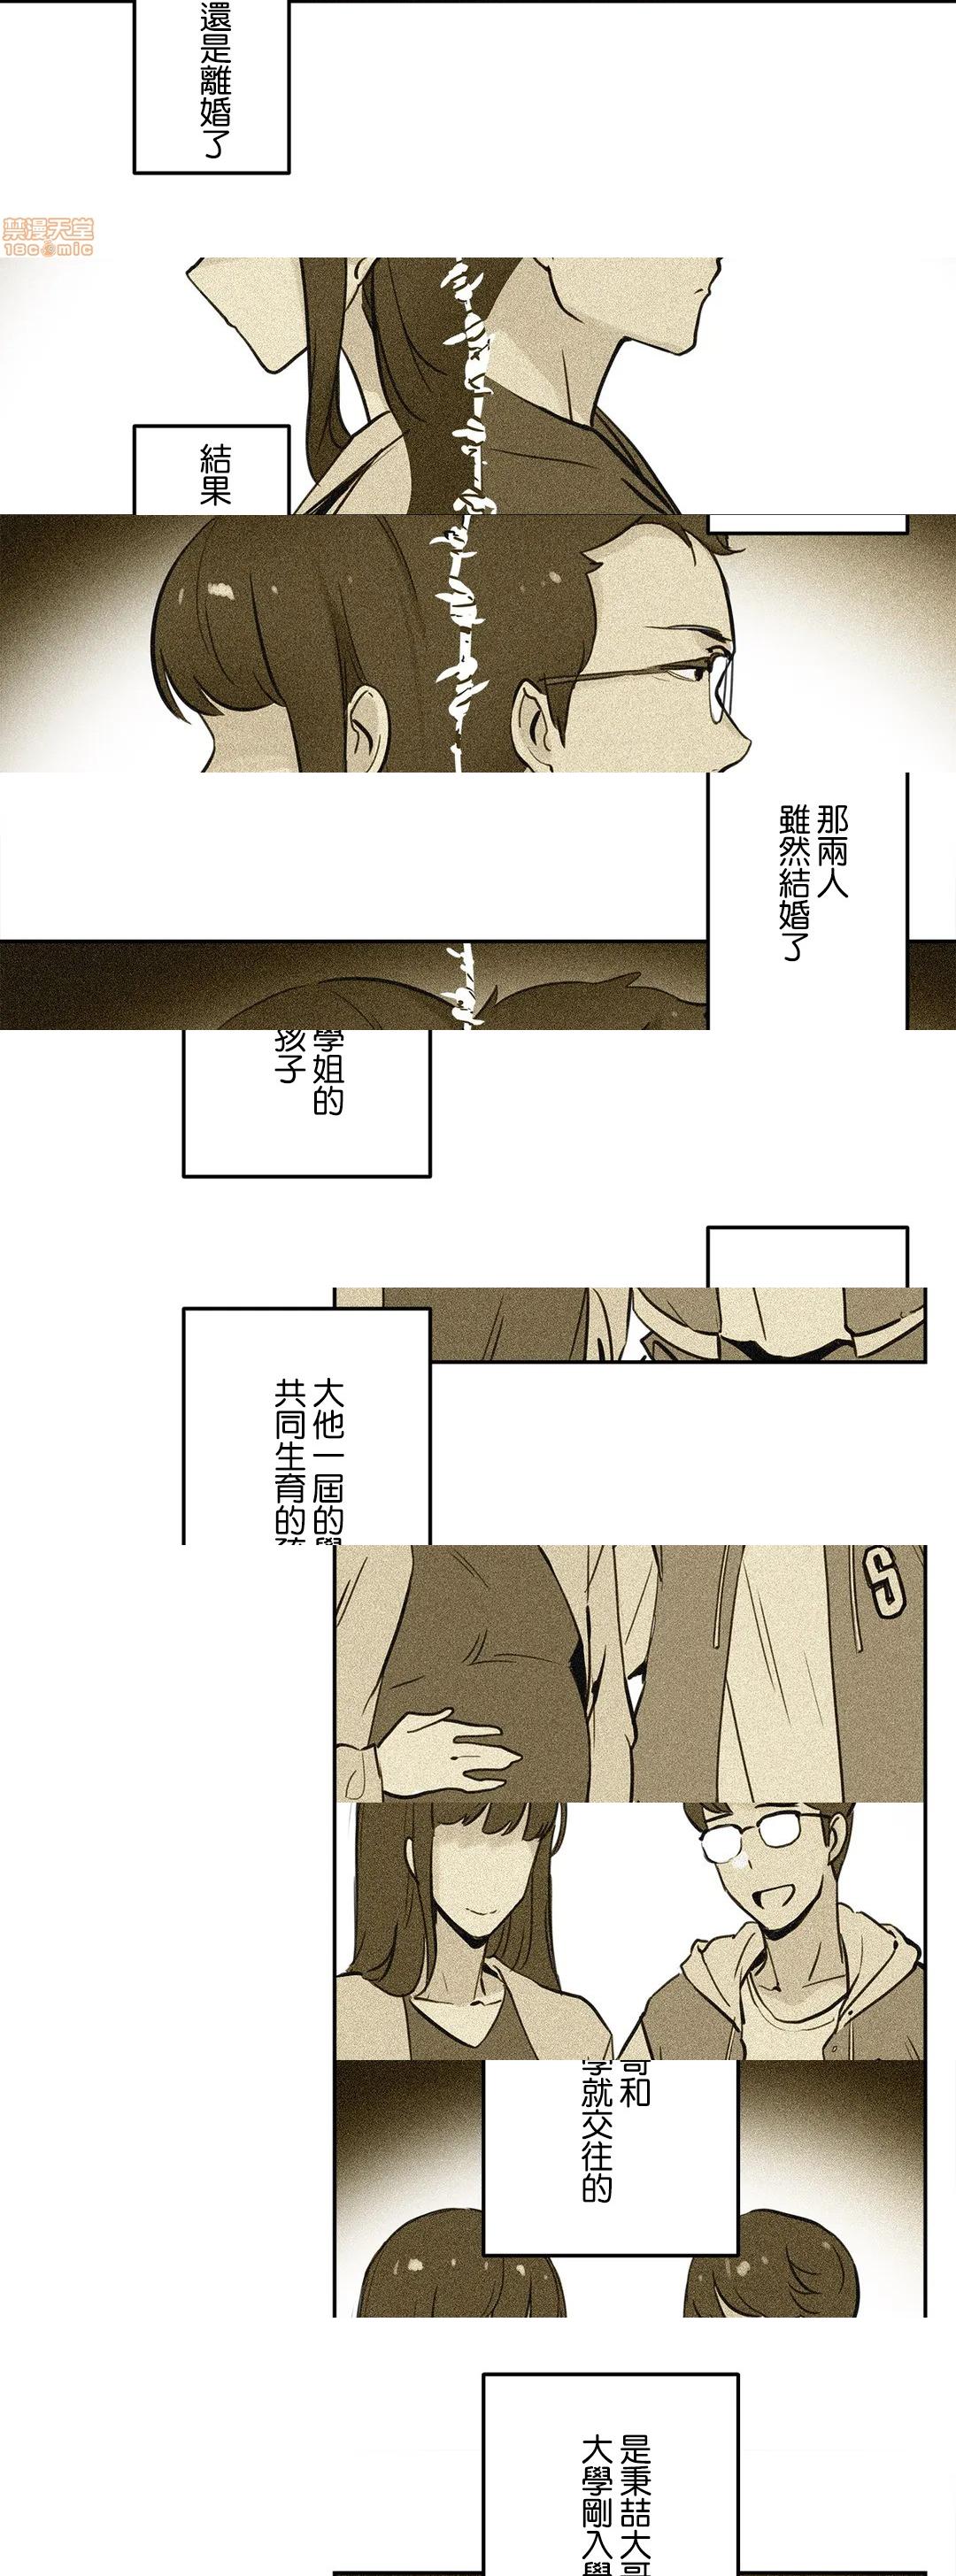 還是離婚了
禁漫天堂
18comic
結果
那兩人
雖然結婚了
學姐的
孩子
大他一屆的學
共同生育的孩
S
哥和
學就交往的
是秉喆大哥
大學剛入學